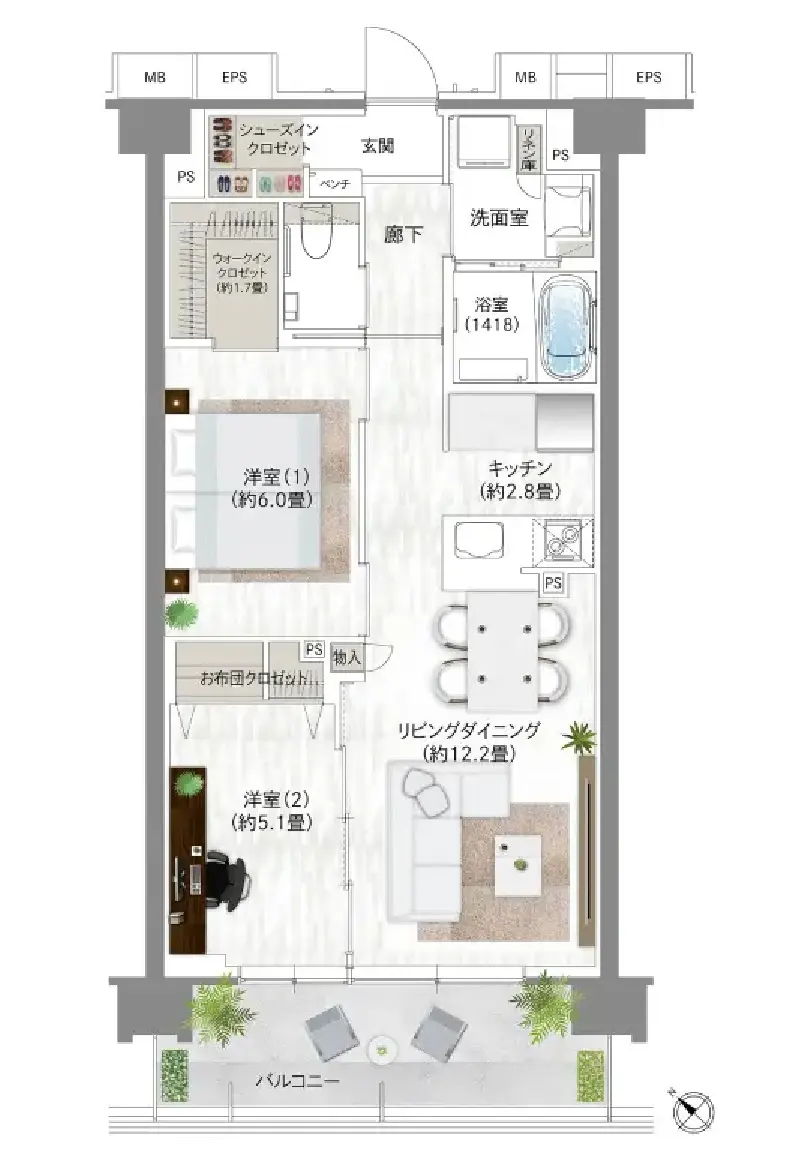 MB
EPS
MB
EPS
シューズイン
クロゼット
玄関
リネン庫
PS
PS
ベンチ
洗面室
廊下
ウォークイン
クロゼット
(約1.7畳)
浴室
(1418)
キッチン
(約2.8畳)
洋室(1)
(約6.0畳)
PS
PS
物入
お布団クロゼット
リビングダイニング
(約12.2畳)
洋室(2)
(約5.1畳)
バルコニー
N